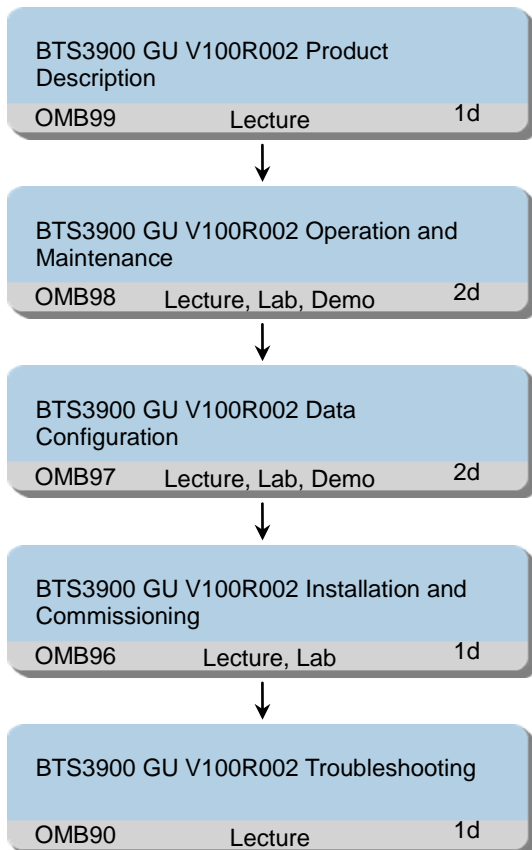 BTS3900 GU V100R002 Product
Description
OMB99 Lecture 1d
BTS3900 GU V100R002 Operation and
Maintenance
OMB98 Lecture, Lab, Demo 2d
BTS3900 GU V100R002 Data
Configuration
OMB97 Lecture, Lab, Demo 2d
BTS3900 GU V100R002 Installation and
Commissioning
OMB96 Lecture, Lab 1d
BTS3900 GU V100R002 Troubleshooting
OMB90 Lecture 1d